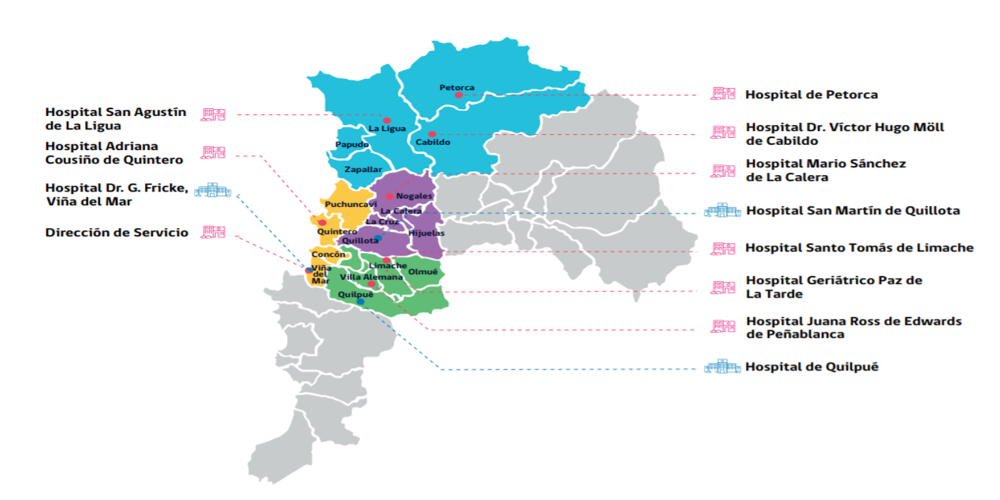 Hospital San Agustín
de La Ligua
Hospital Adriana
Cousiño de Quintero
Hospital Dr. G. Fricke,
Viña del Mar
Dirección de Servicio
Petorca
La Ligua
Cabildo
Papudo
Zapallar
Nogales
Puchuncaví
La Calera
La Cruz
Quintero
Hijuelas
Quillota
Concón
Limache
Viña
del
Mar
Olmué
Villa Alemana
Quilpué
Hospital de Petorca
Hospital Dr. Víctor Hugo Möll
de Cabildo
Hospital Mario Sánchez
de La Calera
Hospital San Martín de Quillota
Hospital Santo Tomás de Limache
Hospital Geriátrico Paz de
La Tarde
Hospital Juana Ross de Edwards
de Peñablanca
Hospital de Quilpué